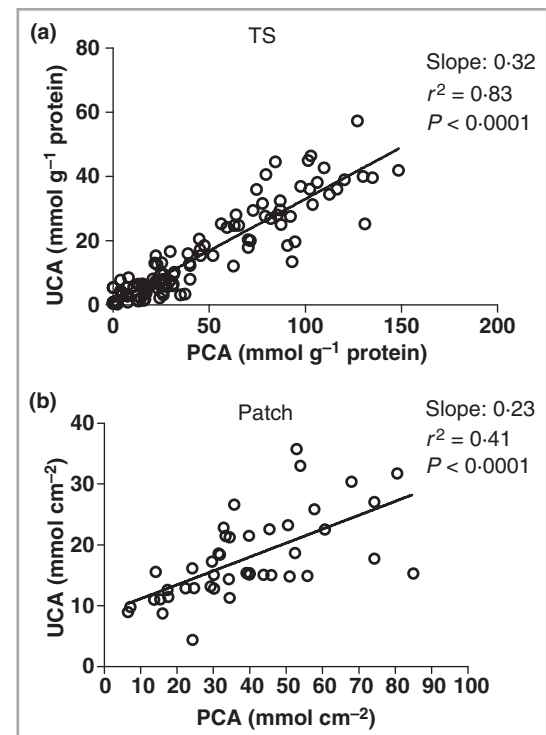 (a)
TS
Slope: 0·32
r² = 0·83
P < 0·0001
80
60
40
20
0
UCA (mmol g⁻¹ protein)
0 50 100 150 200
PCA (mmol g⁻¹ protein)
(b)
Patch
Slope: 0·23
r² = 0·41
P < 0·0001
40
30
20
10
0
UCA (mmol cm⁻²)
0 10 20 30 40 50 60 70 80 90 100
PCA (mmol cm⁻²)